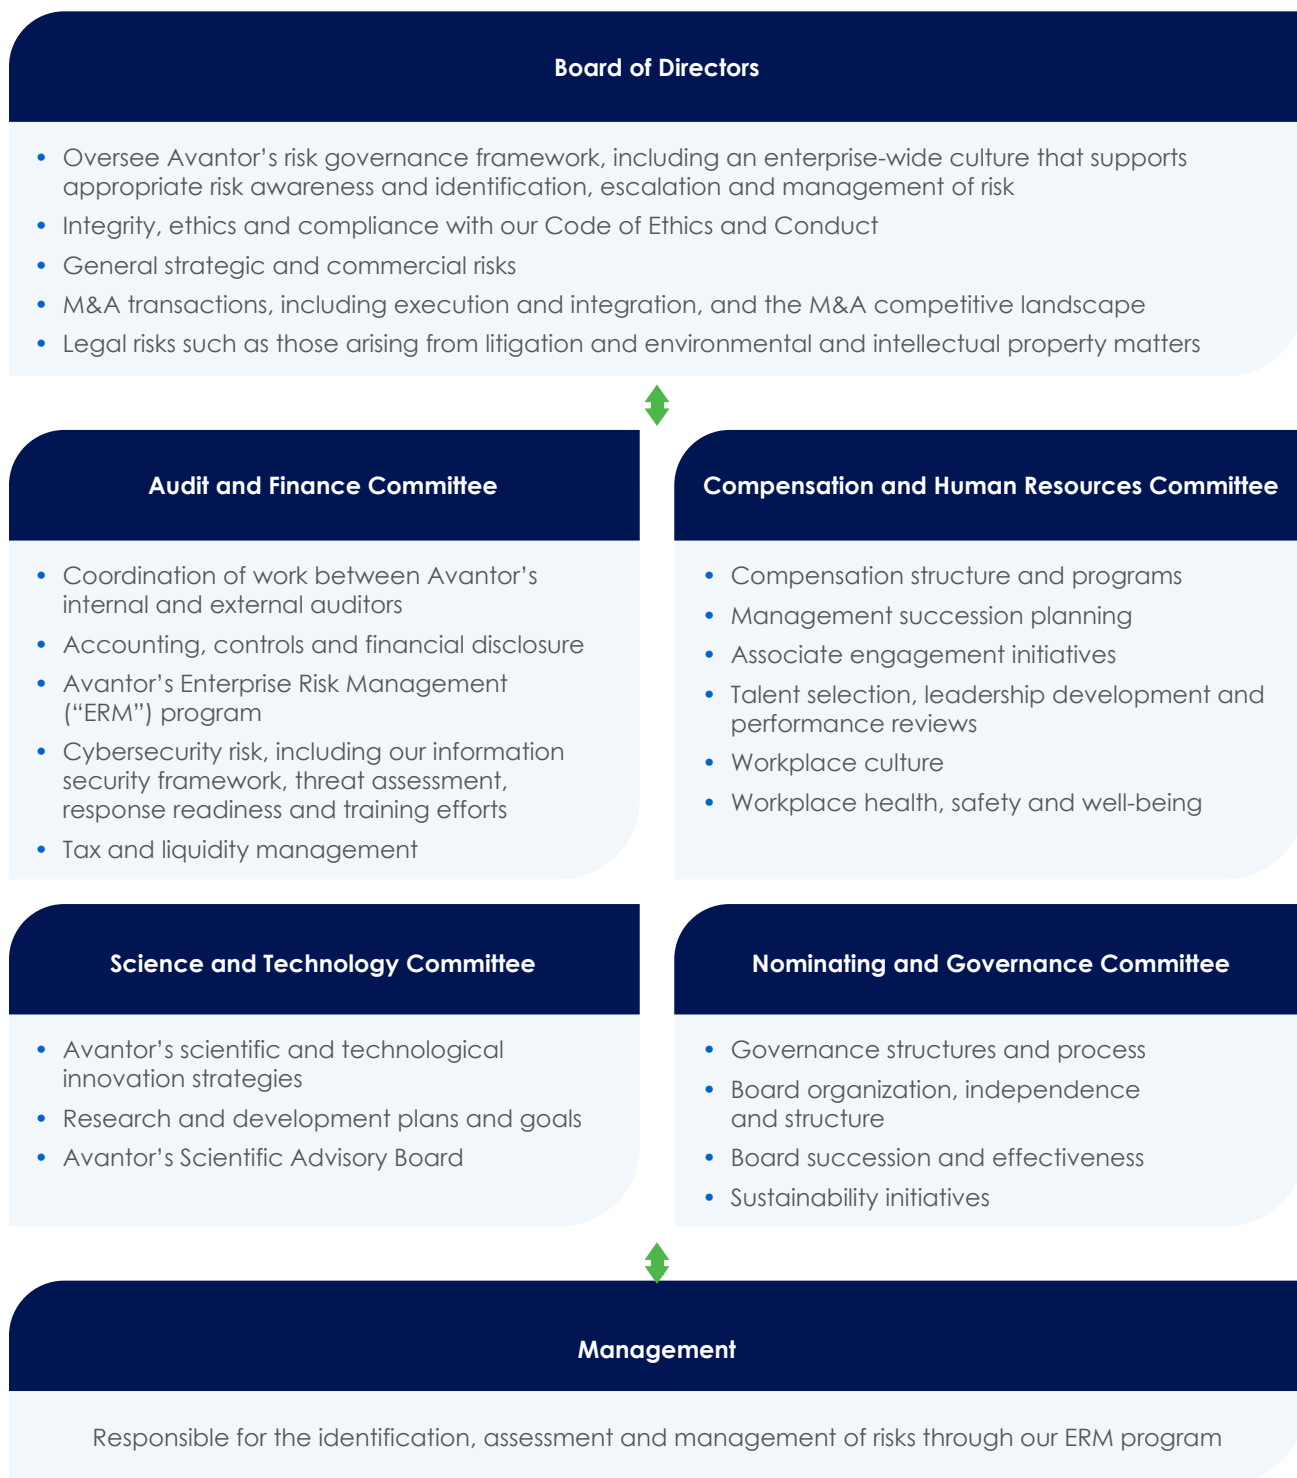 Board of Directors
• Oversee Avantor’s risk governance framework, including an enterprise-wide culture that supports
appropriate risk awareness and identification, escalation and management of risk
• Integrity, ethics and compliance with our Code of Ethics and Conduct
• General strategic and commercial risks
• M&A transactions, including execution and integration, and the M&A competitive landscape
• Legal risks such as those arising from litigation and environmental and intellectual property matters
Audit and Finance Committee
• Coordination of work between Avantor’s
internal and external auditors
• Accounting, controls and financial disclosure
• Avantor’s Enterprise Risk Management
(“ERM”) program
• Cybersecurity risk, including our information
security framework, threat assessment,
response readiness and training efforts
• Tax and liquidity management
Compensation and Human Resources Committee
• Compensation structure and programs
• Management succession planning
• Associate engagement initiatives
• Talent selection, leadership development and
performance reviews
• Workplace culture
• Workplace health, safety and well-being
Science and Technology Committee
• Avantor’s scientific and technological
innovation strategies
• Research and development plans and goals
• Avantor’s Scientific Advisory Board
Nominating and Governance Committee
• Governance structures and process
• Board organization, independence
and structure
• Board succession and effectiveness
• Sustainability initiatives
Management
Responsible for the identification, assessment and management of risks through our ERM program